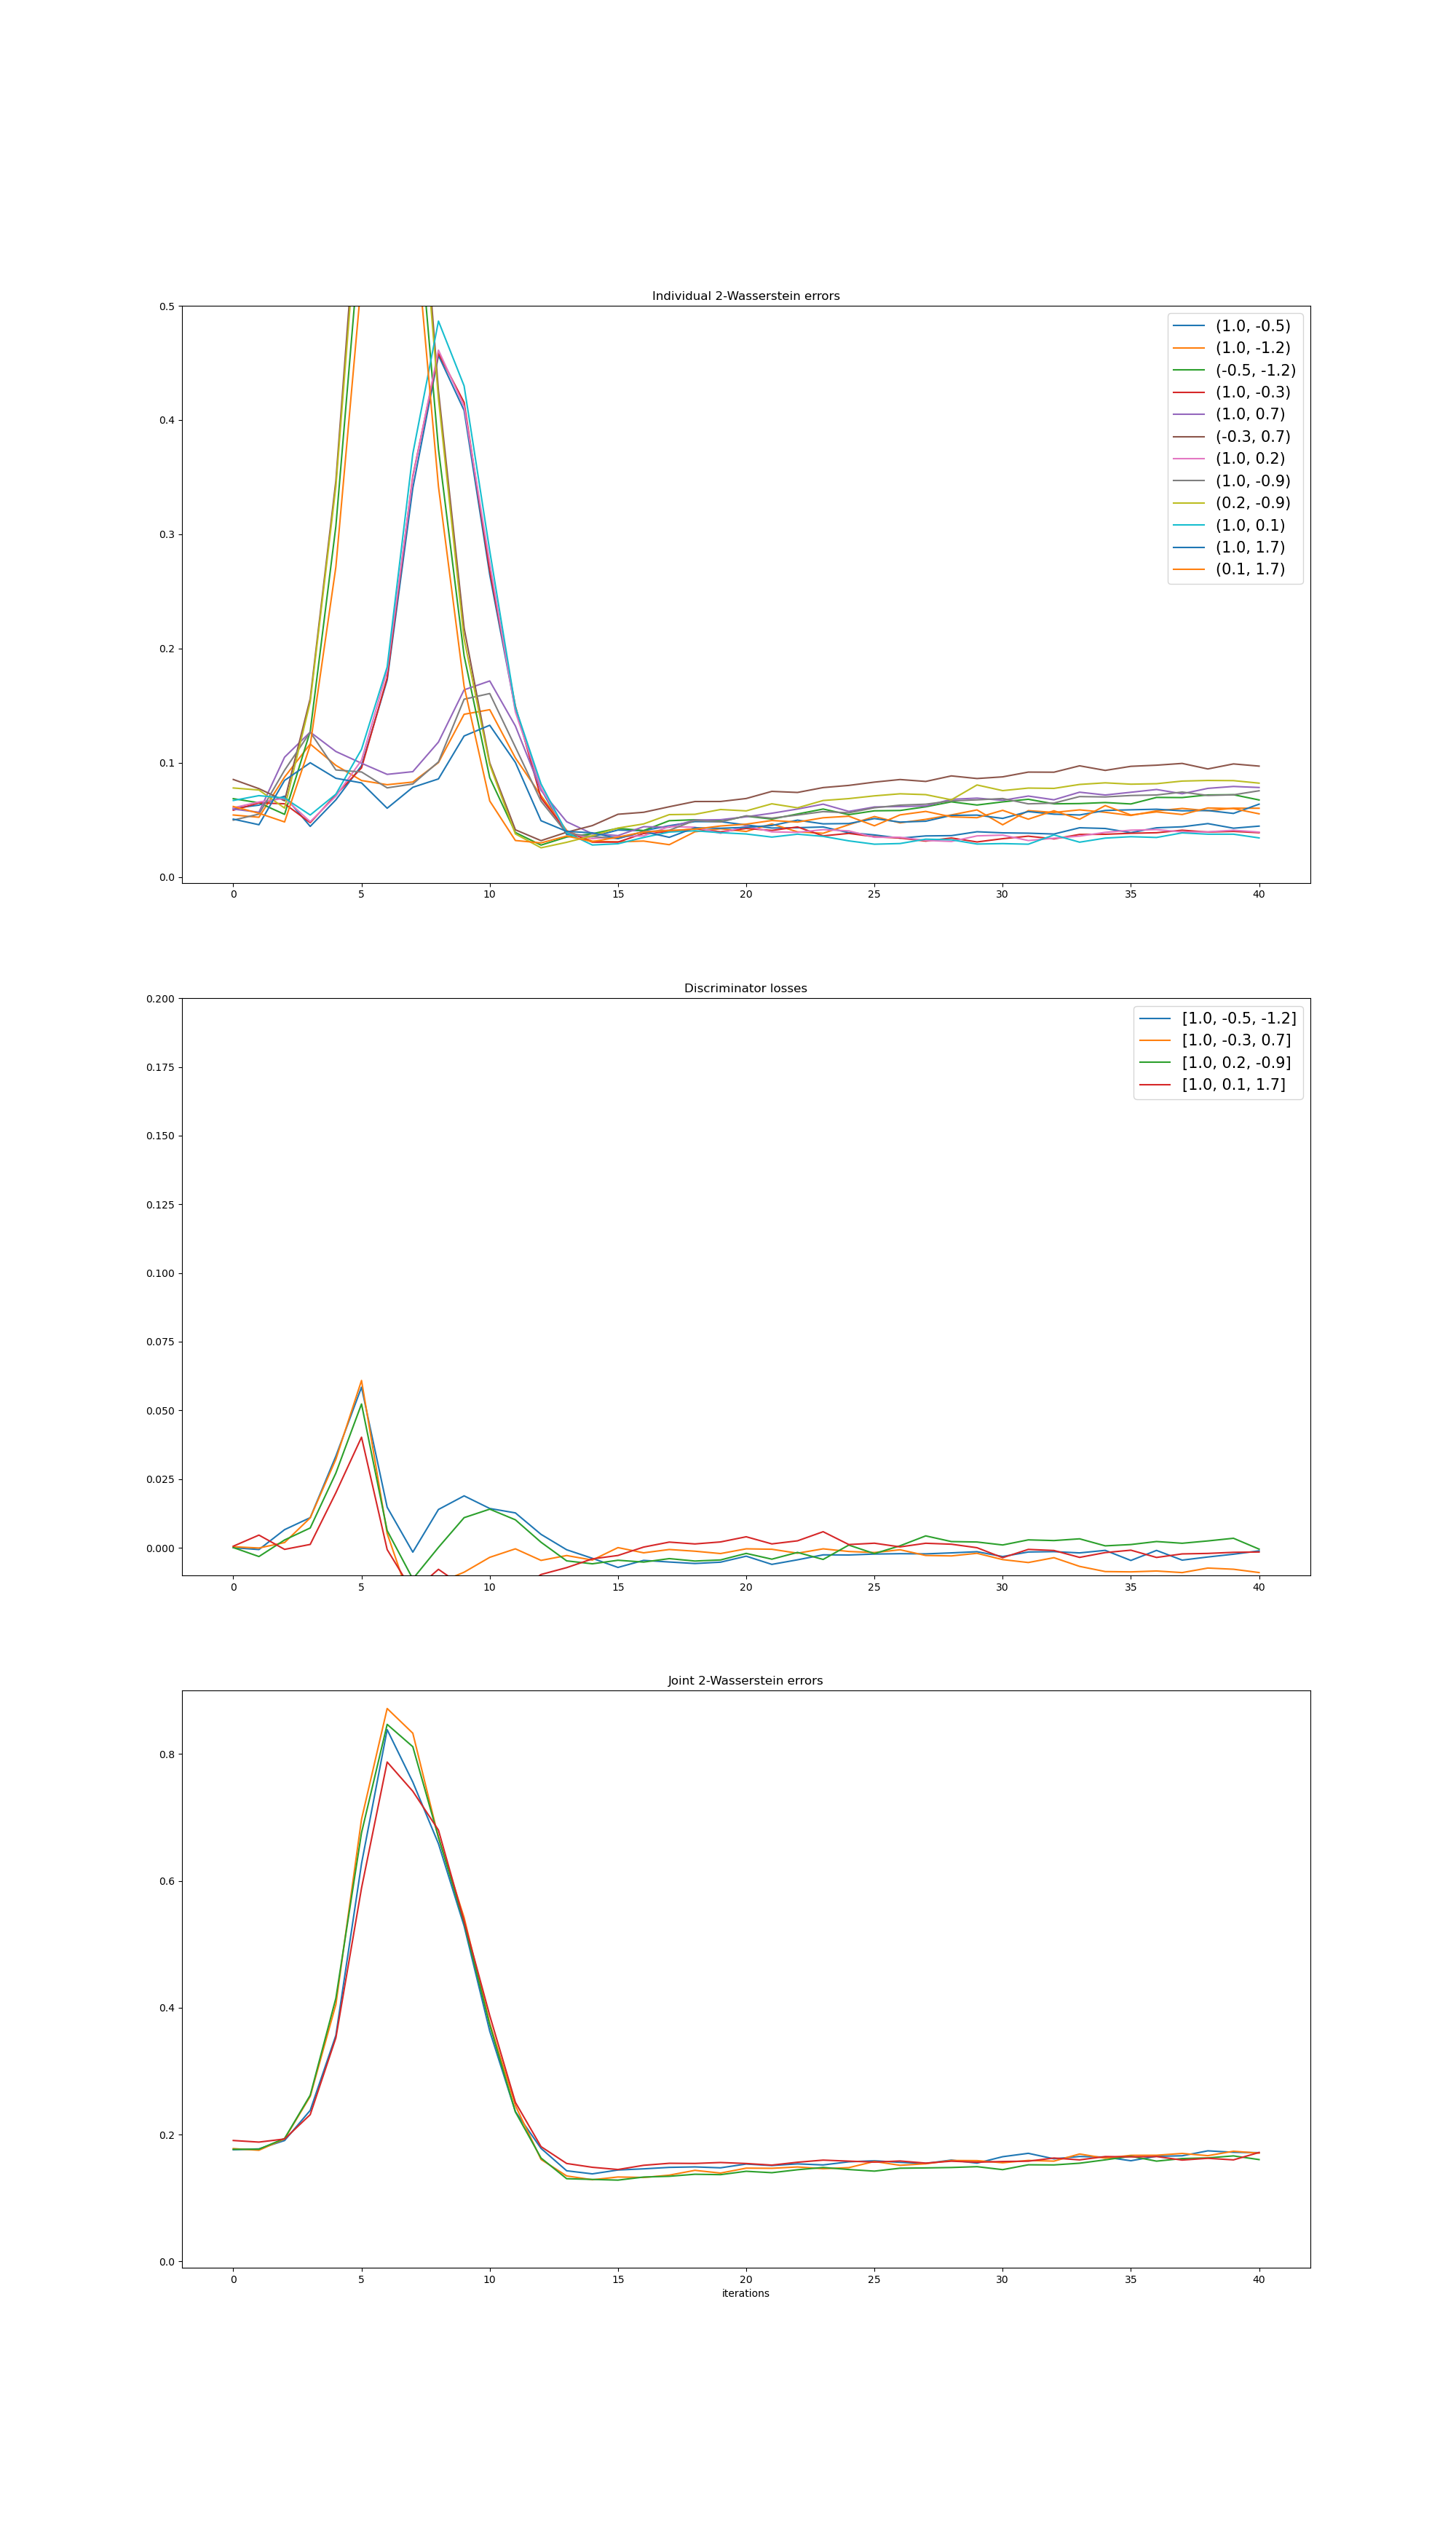 Individual 2-Wasserstein errors
0.5
0.4
0.3
0.2
0.1
0.0
(1.0, -0.5)
(1.0, -1.2)
(-0.5, -1.2)
(1.0, -0.3)
(1.0, 0.7)
(-0.3, 0.7)
(1.0, 0.2)
(1.0, -0.9)
(0.2, -0.9)
(1.0, 0.1)
(1.0, 1.7)
(0.1, 1.7)
0 5 10 15 20 25 30 35 40
Discriminator losses
0.200
0.175
0.150
0.125
0.100
0.075
0.050
0.025
0.000
[1.0, -0.5, -1.2]
[1.0, -0.3, 0.7]
[1.0, 0.2, -0.9]
[1.0, 0.1, 1.7]
0 5 10 15 20 25 30 35 40
Joint 2-Wasserstein errors
0.8
0.6
0.4
0.2
0.0
0 5 10 15 20 25 30 35 40
iterations